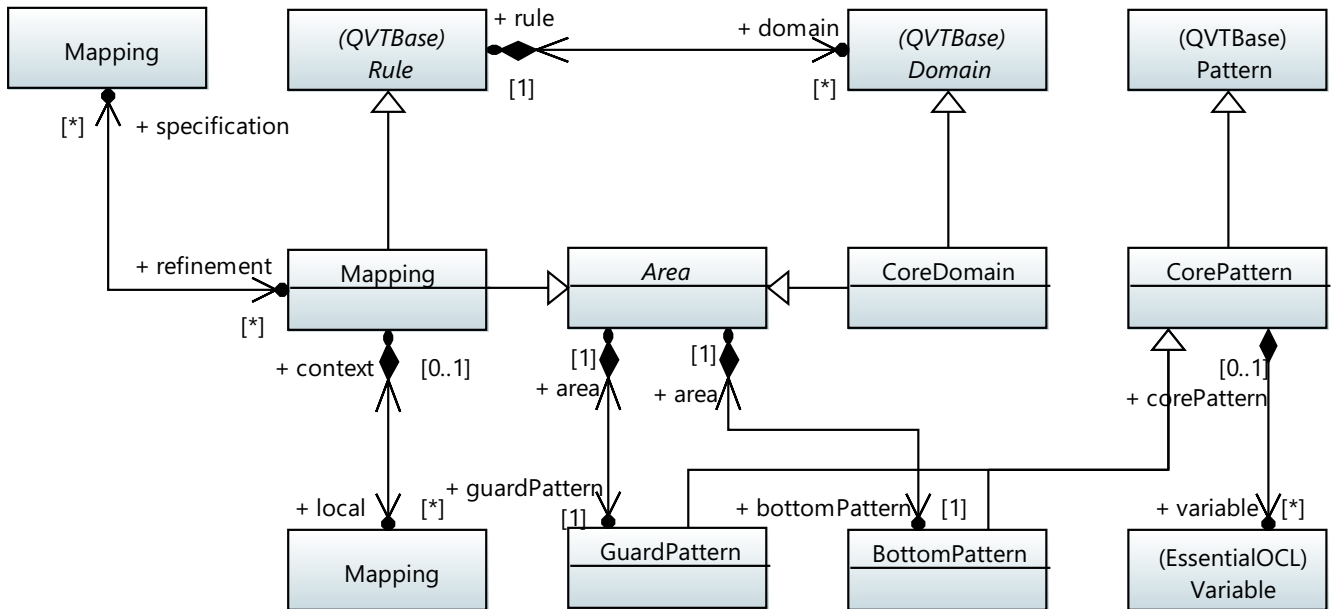 Mapping
(QVTBase)
Rule
+ rule
[1]
+ domain
[*]
(QVTBase)
Domain
(QVTBase)
Pattern
[*]
+ specification
+ refinement
[*]
Mapping
Area
CoreDomain
CorePattern
+ context
[0..1]
[1]
+ area
[1]
+ area
[0..1]
+ corePattern
+ local
[*]
+ guardPattern
[1]
+ bottomPattern
[1]
+ variable
[*]
Mapping
GuardPattern
BottomPattern
(EssentialOCL)
Variable